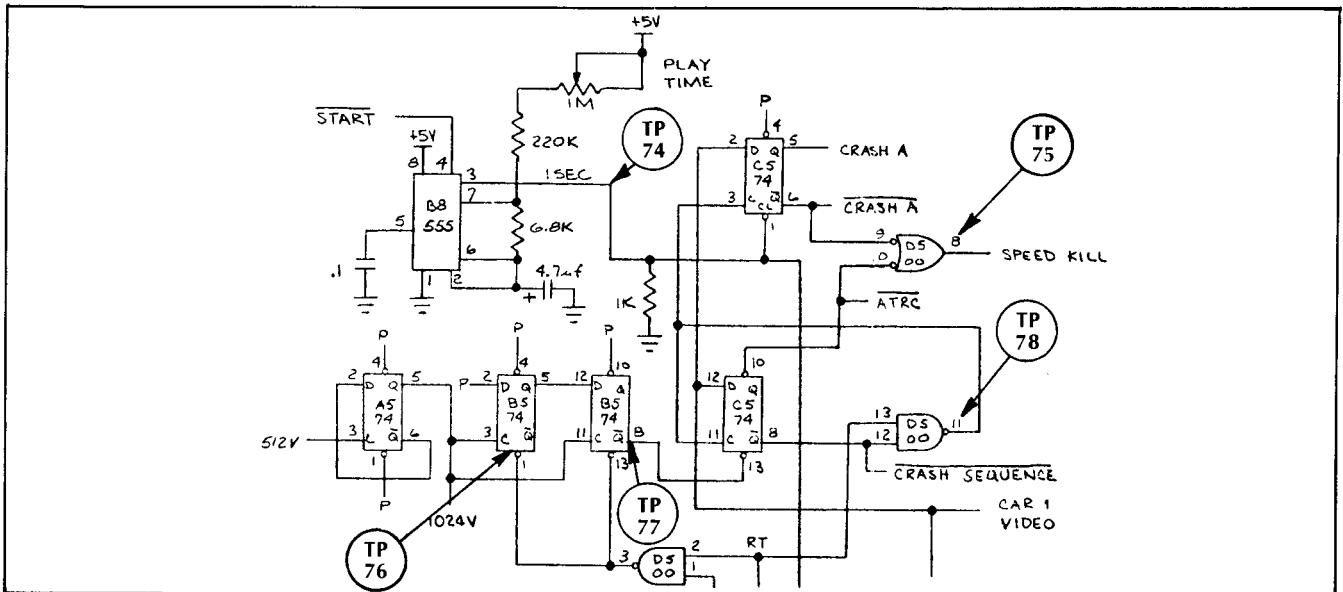 +5V
PLAY
TIME
1M
P
START
+5V
220K
TP
74
TP
75
8
4
3
1SEC
7
B8
555
5
6
6.8K
.1
1
2
+
4.7uf
1K
2
4
D
Q
5
CRASH A
C5
74
3
C
Q
6
CRASH A
CL
1
9
10
D5
00
8
SPEED KILL
ATRC
TP
78
P
P
P
4
2
D
Q
5
A5
74
512V
3
C
Q
6
1
P
1024V
4
P
2
D
Q
5
B5
74
3
C
Q
1
10
12
D
B5
74
11
C
Q
8
13
10
12
D
Q
C5
74
11
C
Q
8
13
13
12
D5
00
11
CRASH SEQUENCE
CAR 1
VIDEO
TP
76
TP
77
RT
3
D5
00
2
1